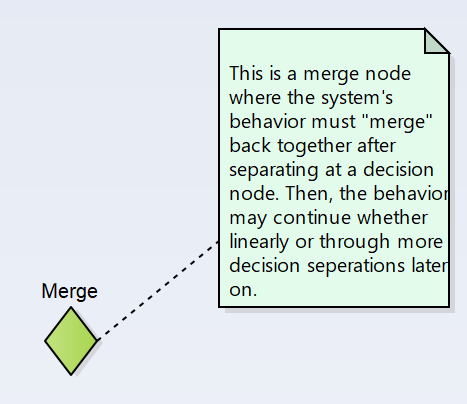 This is a merge node
where the system's
behavior must "merge"
back together after
separating at a decision
node. Then, the behavior
may continue whether
linearly or through more
decision seperations later
on.
Merge